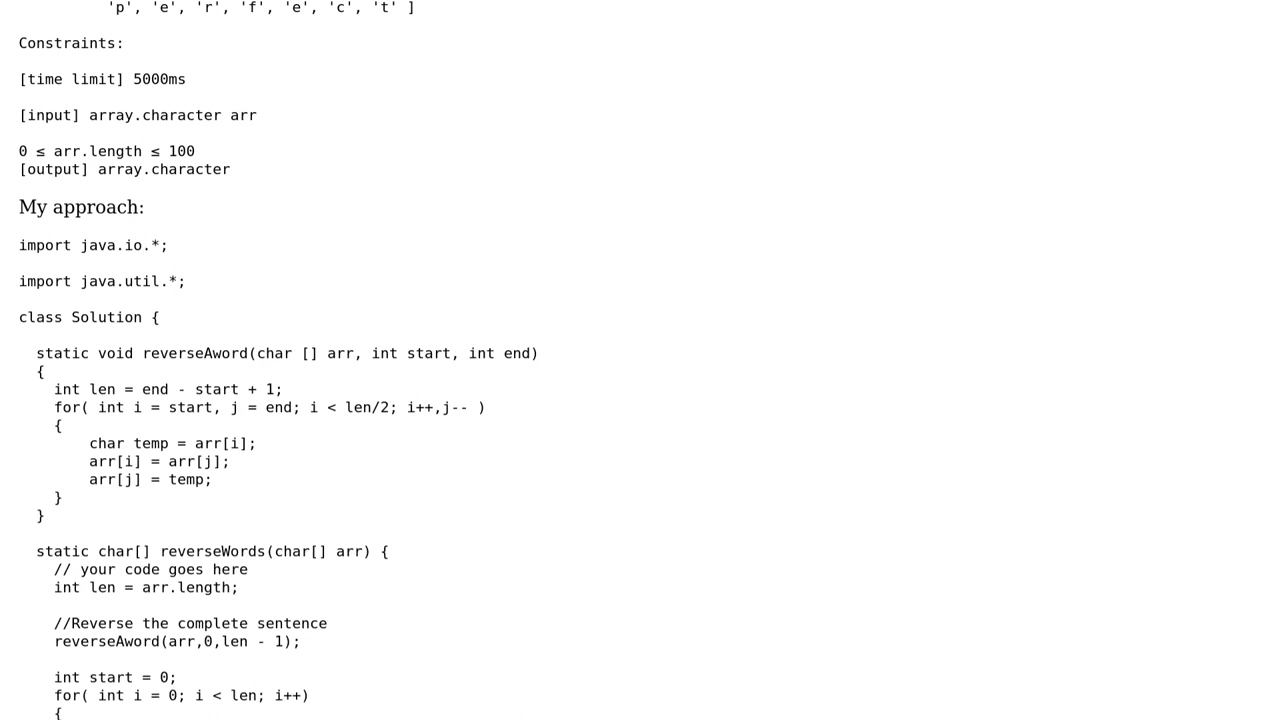 'p', 'e', 'r', 'f', 'e', 'c', 't' ]
Constraints:
[time limit] 5000ms
[input] array.character arr
0 ≤ arr.length ≤ 100
[output] array.character
My approach:
import java.io.*;
import java.util.*;
class Solution {
static void reverseAword(char [] arr, int start, int end)
{
int len = end - start + 1;
for( int i = start, j = end; i < len/2; i++,j-- )
{
char temp = arr[i];
arr[i] = arr[j];
arr[j] = temp;
}
}
static char[] reverseWords(char[] arr) {
// your code goes here
int len = arr.length;
//Reverse the complete sentence
reverseAword(arr,0,len - 1);
int start = 0;
for( int i = 0; i < len; i++)
{